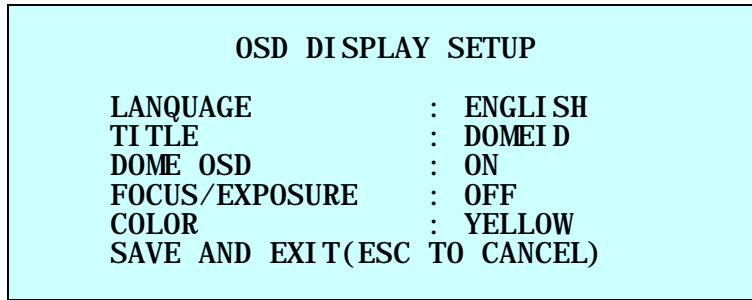 OSD DISPLAY SETUP
LANQUAGE : ENGLISH
TITLE : DOMEID
DOME OSD : ON
FOCUS/EXPOSURE : OFF
COLOR : YELLOW
SAVE AND EXIT(ESC TO CANCEL)